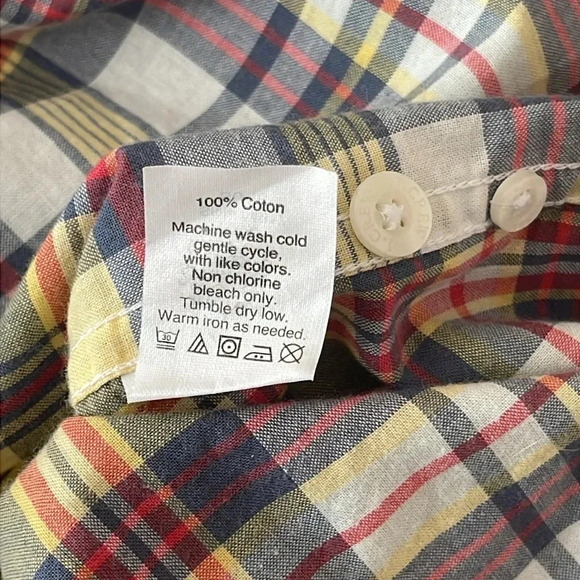 100% Coton
Machine wash cold
gentle cycle,
with like colors.
Non chlorine
bleach only.
Tumble dry low.
Warm iron as needed.
30